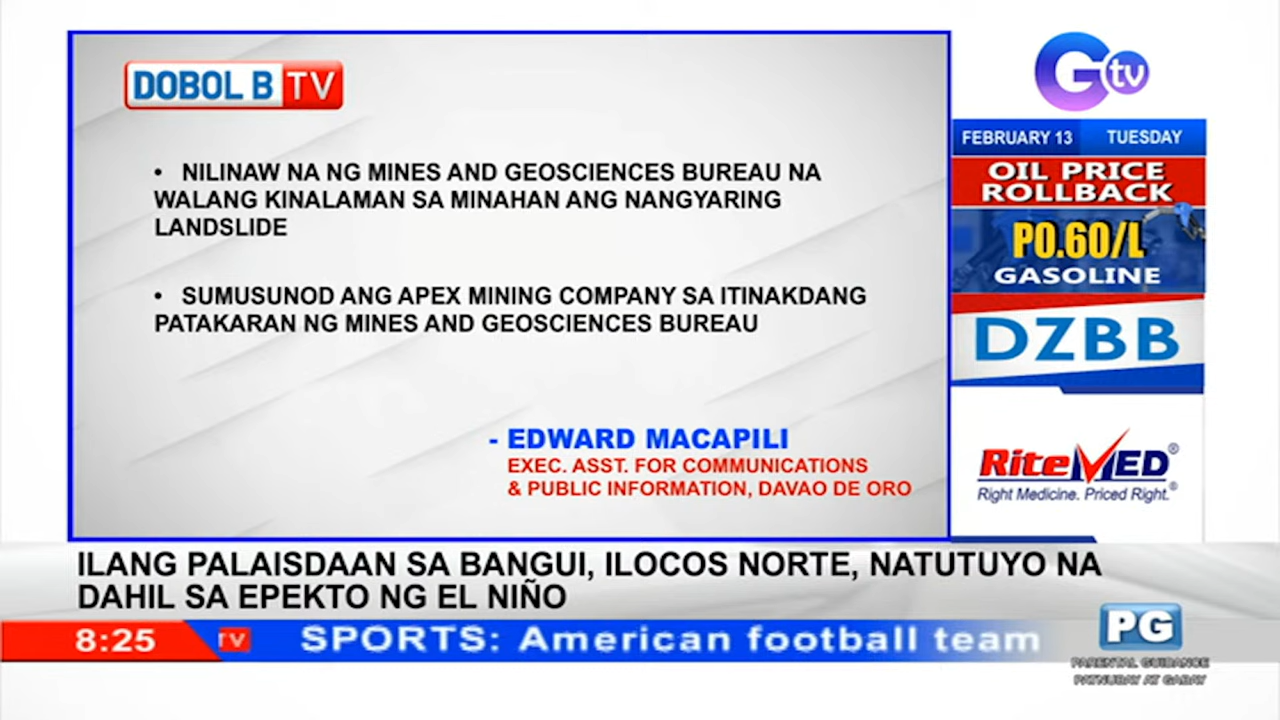 DOBOL B TV
• NILINAW NA NG MINES AND GEOSCIENCES BUREAU NA
WALANG KINALAMAN SA MINAHAN ANG NANGYARING
LANDSLIDE
• SUMUSUNOD ANG APEX MINING COMPANY SA ITINAKDANG
PATAKARAN NG MINES AND GEOSCIENCES BUREAU
- EDWARD MACAPILI
EXEC. ASST. FOR COMMUNICATIONS
& PUBLIC INFORMATION, DAVAO DE ORO
Gtv
FEBRUARY 13 TUESDAY
OIL PRICE
ROLLBACK
P0.60/L
GASOLINE
DZBB
RiteMED®
Right Medicine. Priced Right.®
ILANG PALAISDAAN SA BANGUI, ILOCOS NORTE, NATUTUYO NA
DAHIL SA EPEKTO NG EL NIÑO
8:25 TV SPORTS: American football team
PG
PARENTAL GUIDANCE
PATNUBAY AT GABAY